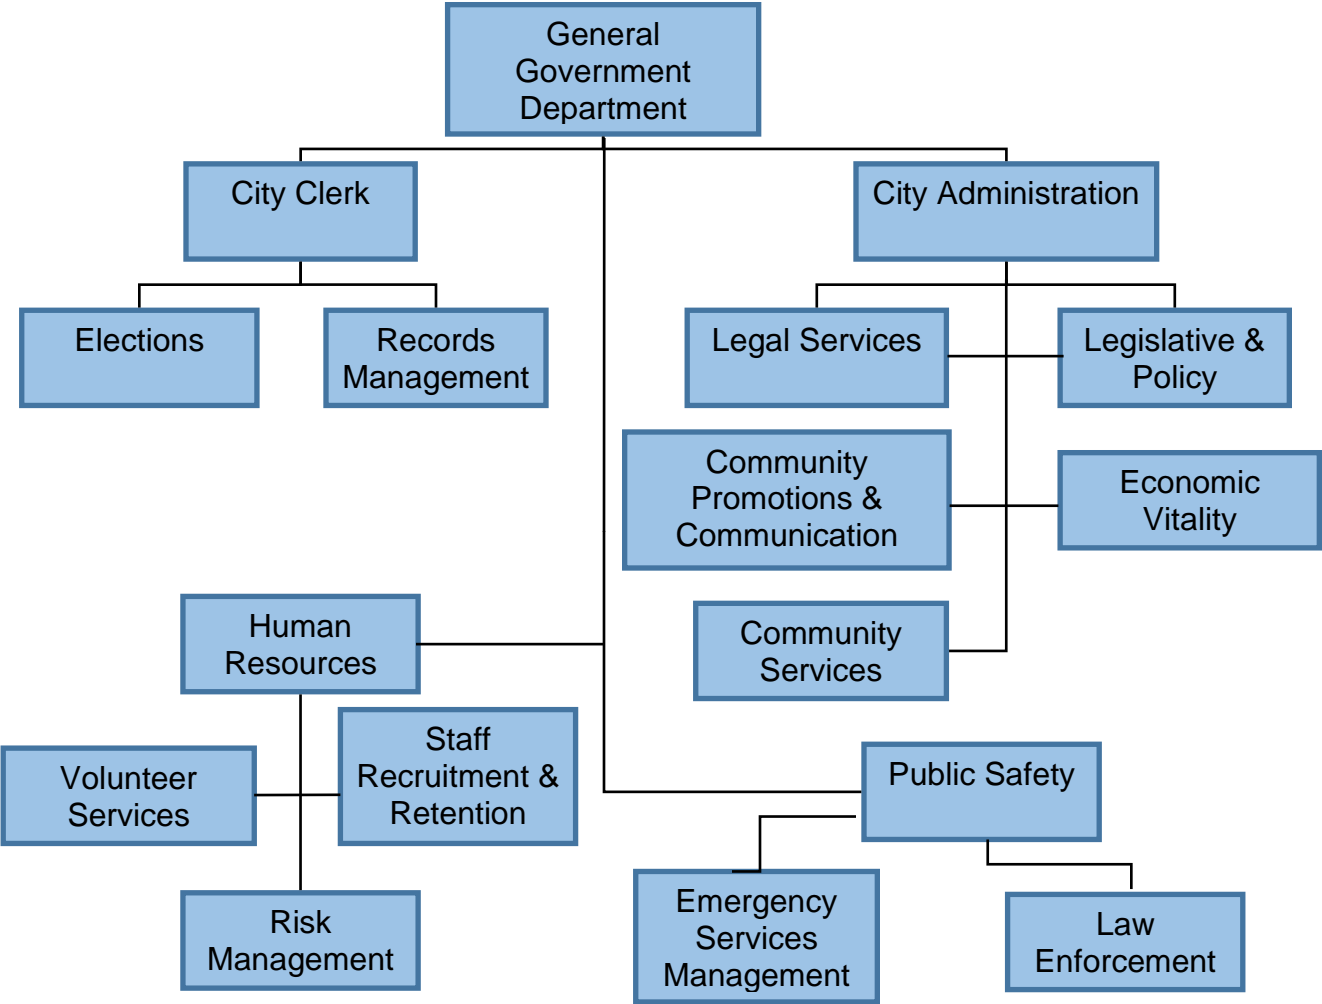 General
Government
Department
City Clerk
City Administration
Elections
Records
Management
Legal Services
Legislative &
Policy
Community
Promotions &
Communication
Economic
Vitality
Human
Resources
Community
Services
Volunteer
Services
Staff
Recruitment &
Retention
Public Safety
Risk
Management
Emergency
Services
Management
Law
Enforcement